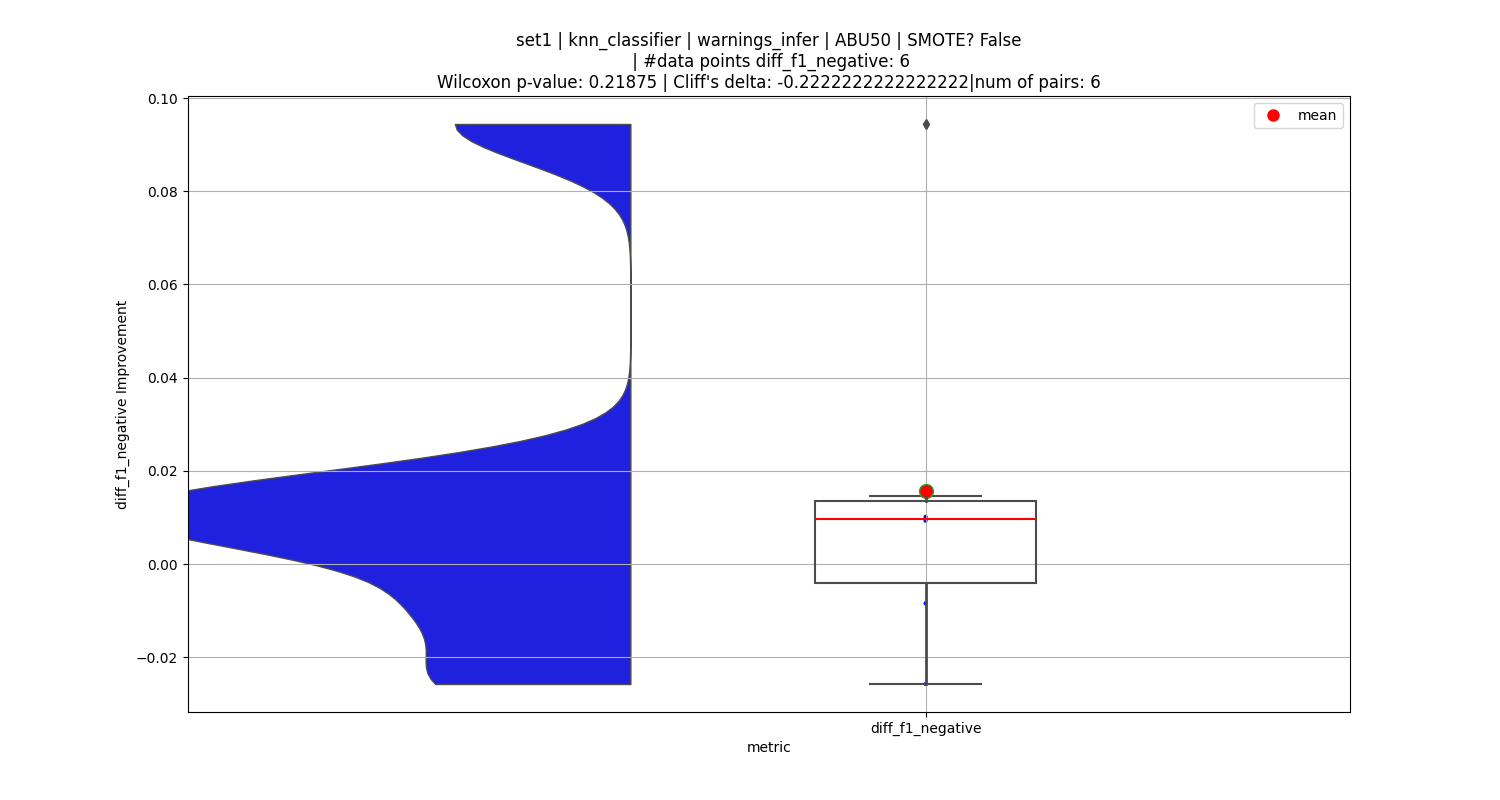 set1 | knn_classifier | warnings_infer | ABU50 | SMOTE? False
| #data points diff_f1_negative: 6
Wilcoxon p-value: 0.21875 | Cliff's delta: -0.2222222222222222|num of pairs: 6
mean
0.10
0.08
0.06
0.04
0.02
0.00
−0.02
diff_f1_negative Improvement
diff_f1_negative
metric